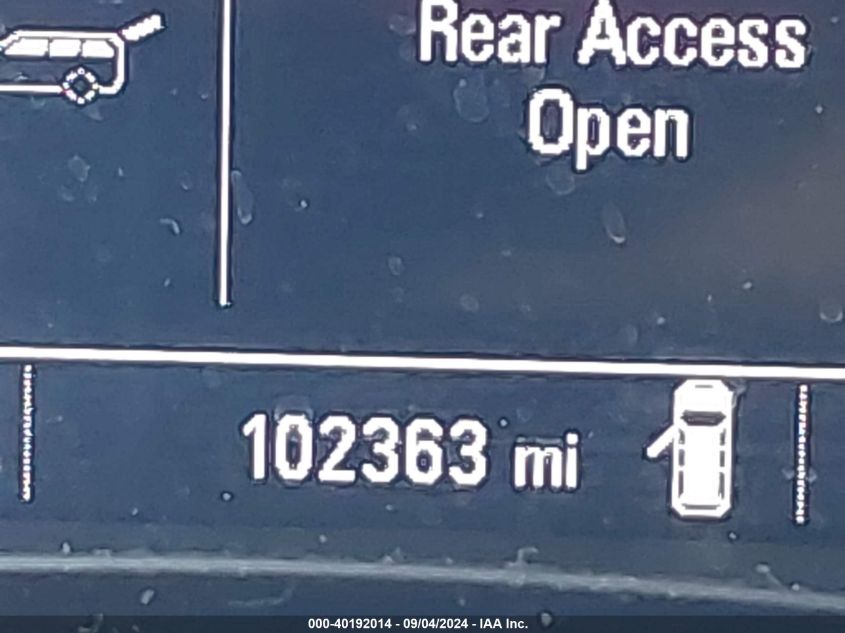 Rear Access
Open
102363 mi
000-40192014 - 09/04/2024 - IAA Inc.